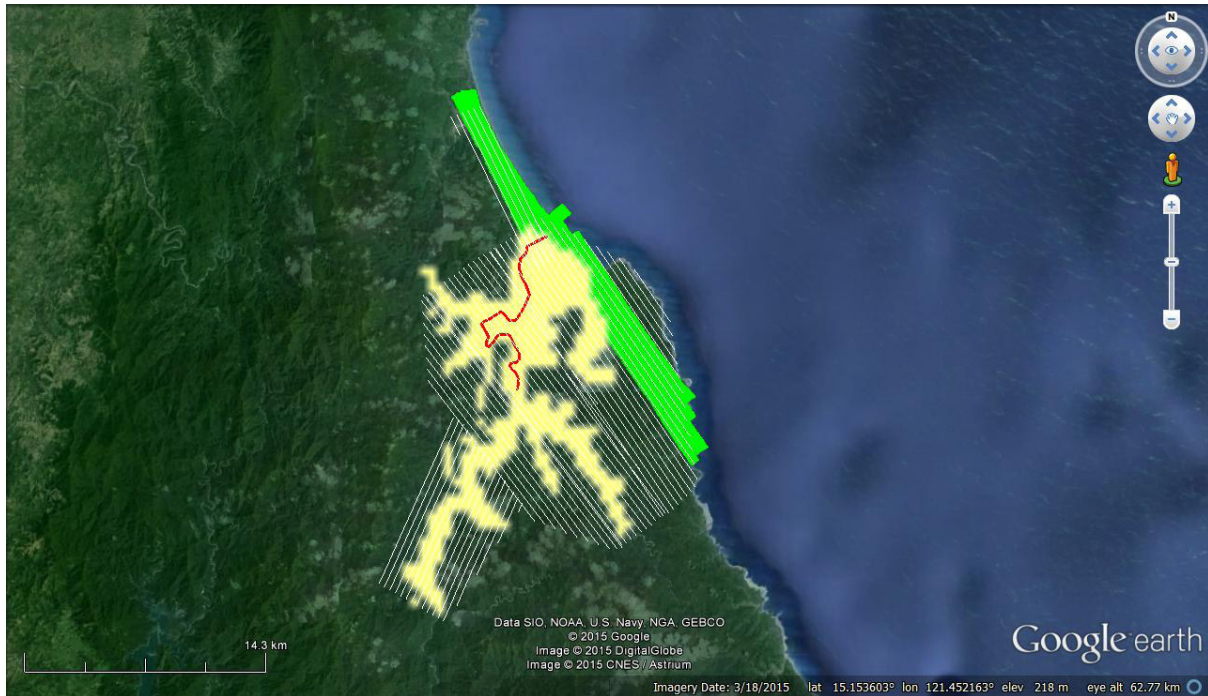 N
14.3 km
Data SIO, NOAA, U.S. Navy, NGA, GEBCO
© 2015 Google
Image © 2015 DigitalGlobe
Image © 2015 CNES / Astrium
Google earth
Imagery Date: 3/18/2015 lat 15.153603° lon 121.452163° elev 218 m eye alt 62.77 km